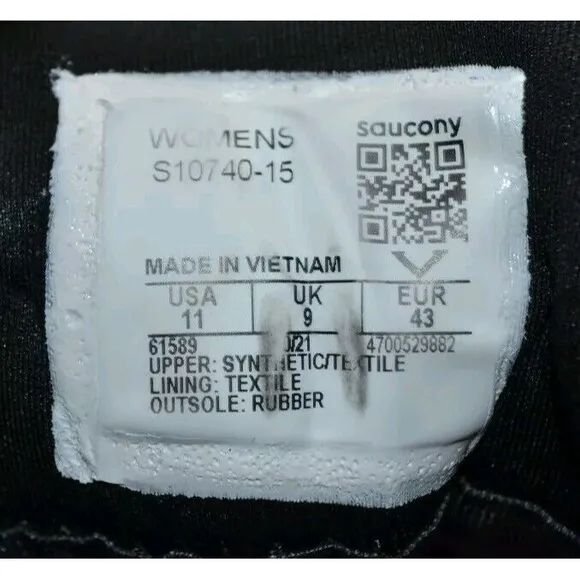 WOMENS
S10740-15
saucony
MADE IN VIETNAM
USA UK EUR
11 9 43
61589 /21 4700529882
UPPER: SYNTHETIC/TEXTILE
LINING: TEXTILE
OUTSOLE: RUBBER